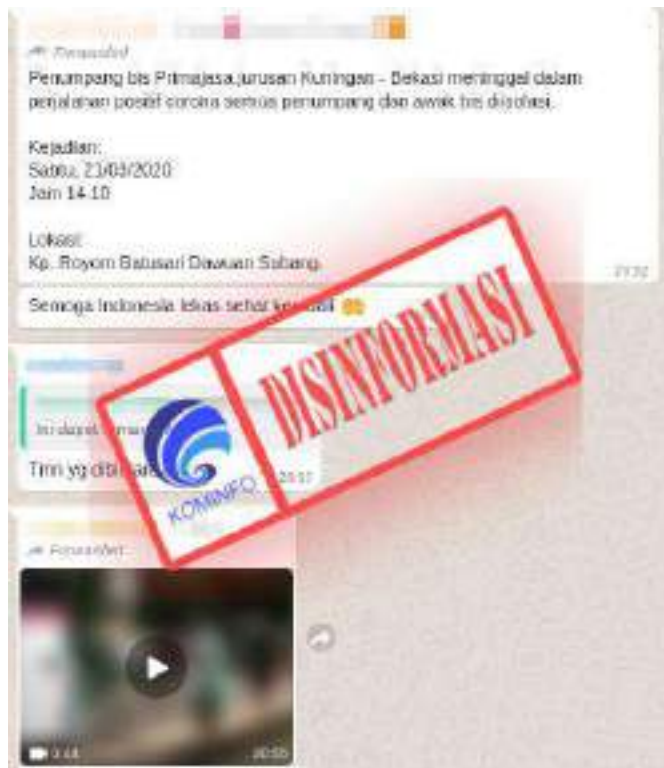 Forwarded
Penumpang bis Primajasa jurusan Kuningan - Bekasi meninggal dalam
perjalanan positif corona semua penumpang dan awak bis diisolasi.
Kejadian:
Sabtu, 21/03/2020
Jam 14.10
Lokasi:
Kp. Royom Batusari Dawuan Subang.
Semoga Indonesia lekas sehat
DISINFORMASI
KOMINFO
Tmn yg
Forwarded